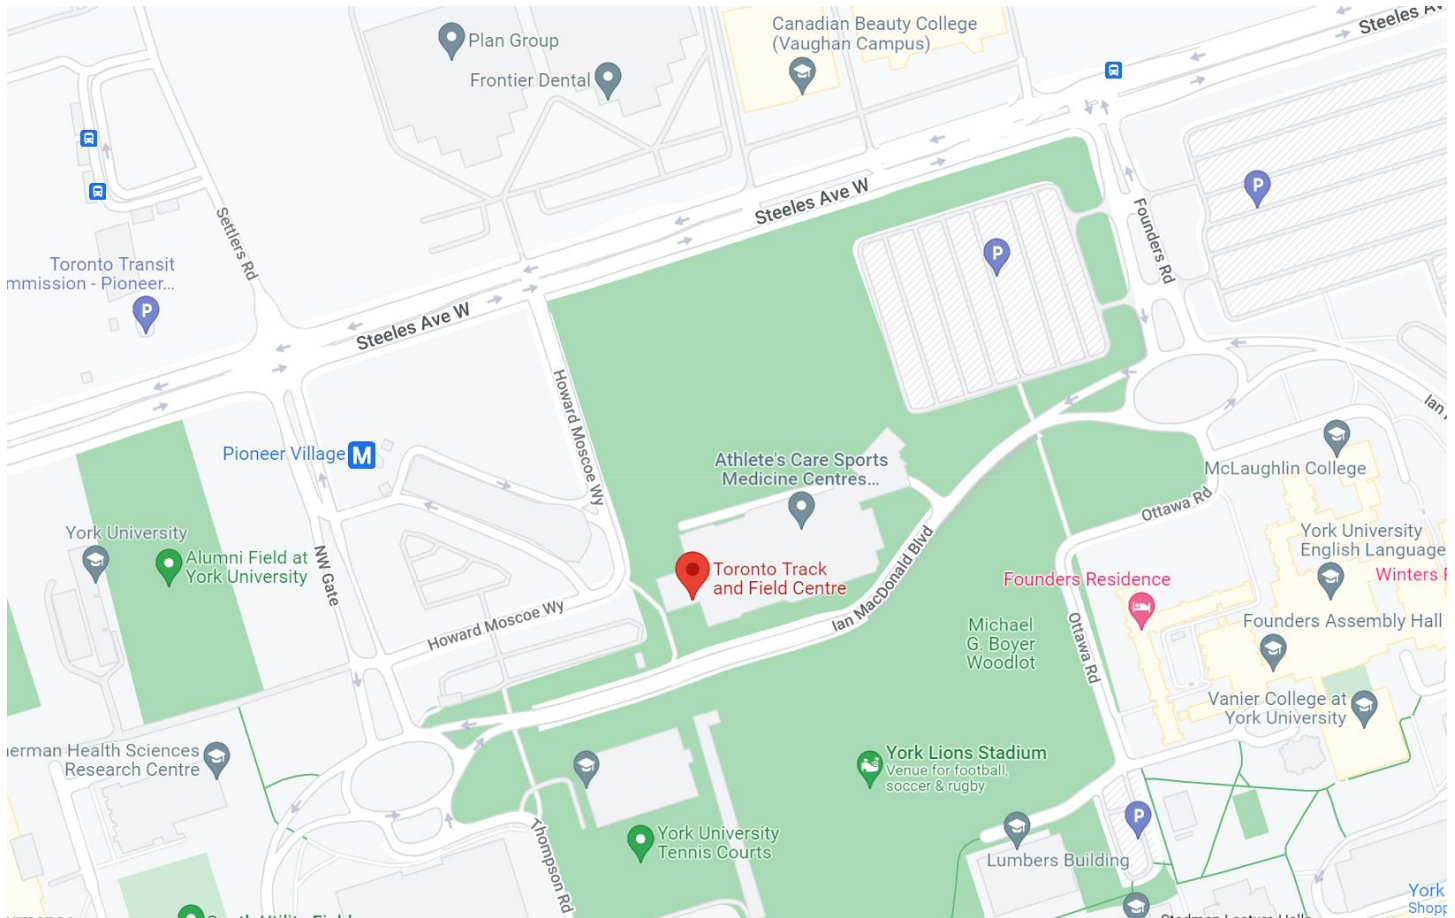 Steeles Av
Canadian Beauty College
(Vaughan Campus)
Plan Group
Frontier Dental
P
Settlers Rd
Steeles Ave W
Founders Rd
P
Toronto Transit
mmission - Pioneer...
P
Steeles Ave W
Howard Moscoe Wy
Ian
Pioneer Village M
Athlete's Care Sports
Medicine Centres...
McLaughlin College
Ottawa Rd
York University
York University
English Language
Alumni Field at
York University
NW Gate
Toronto Track
and Field Centre
Ian MacDonald Blvd
Founders Residence
Winters
Howard Moscoe Wy
Michael
G. Boyer
Woodlot
Ottawa Rd
Founders Assembly Hall
Vanier College at
York University
erman Health Sciences
Research Centre
York Lions Stadium
Venue for football,
soccer & rugby
Thompson Rd
York University
Tennis Courts
P
Lumbers Building
York
Shopp